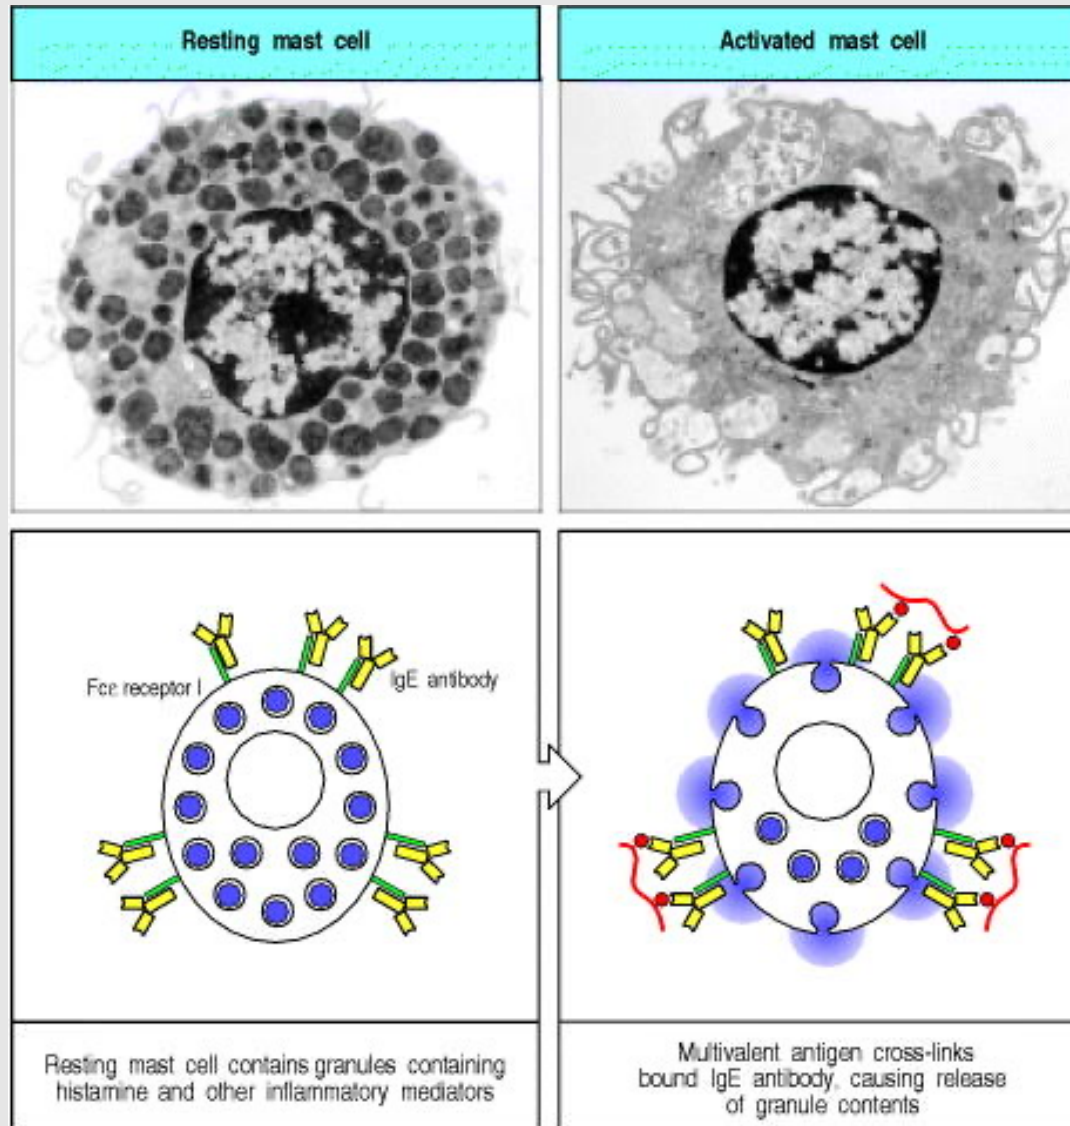 Resting mast cell
Activated mast cell
Fcε receptor I
IgE antibody
Resting mast cell contains granules containing
histamine and other inflammatory mediators
Multivalent antigen cross-links
bound IgE antibody, causing release
of granule contents